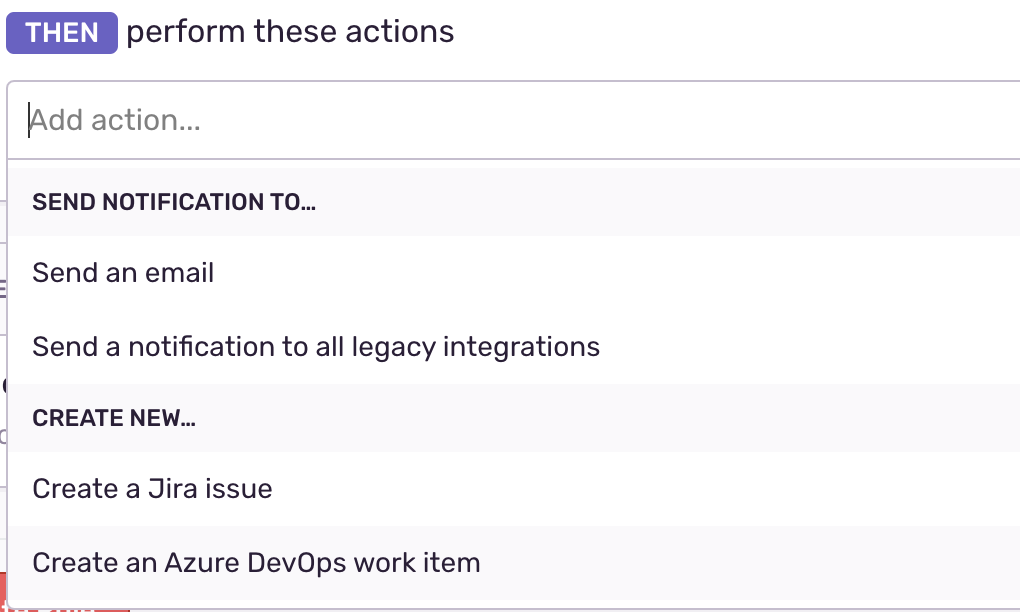 THEN perform these actions
Add action...
SEND NOTIFICATION TO...
Send an email
Send a notification to all legacy integrations
CREATE NEW...
Create a Jira issue
Create an Azure DevOps work item